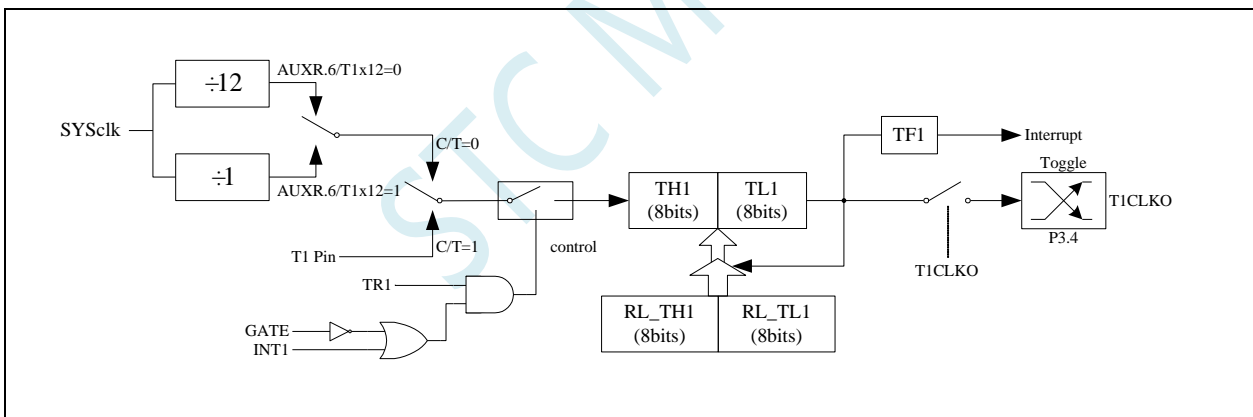 ÷12
AUXR.6/T1x12=0
SYSclk
÷1
AUXR.6/T1x12=1
C/T=0
T1 Pin
C/T=1
control
TR1
GATE
INT1
TH1
(8bits)
TL1
(8bits)
RL_TH1
(8bits)
RL_TL1
(8bits)
TF1
Interrupt
Toggle
T1CLKO
P3.4
T1CLKO
STC M